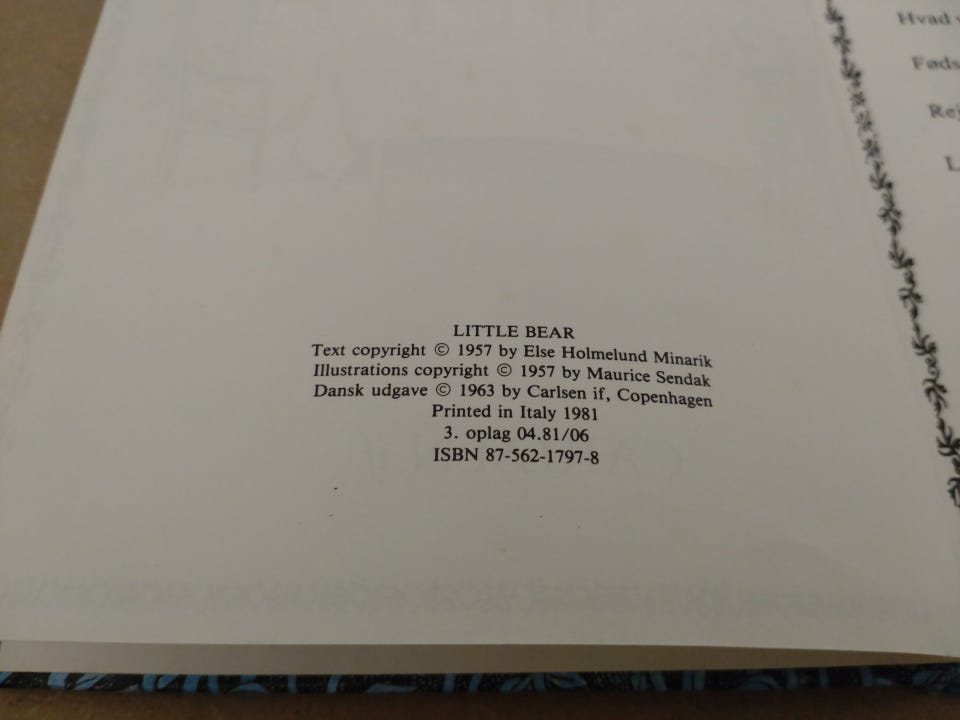 LITTLE BEAR
Text copyright © 1957 by Else Holmelund Minarik
Illustrations copyright © 1957 by Maurice Sendak
Dansk udgave © 1963 by Carlsen if, Copenhagen
Printed in Italy 1981
3. oplag 04.81/06
ISBN 87-562-1797-8
Hvad